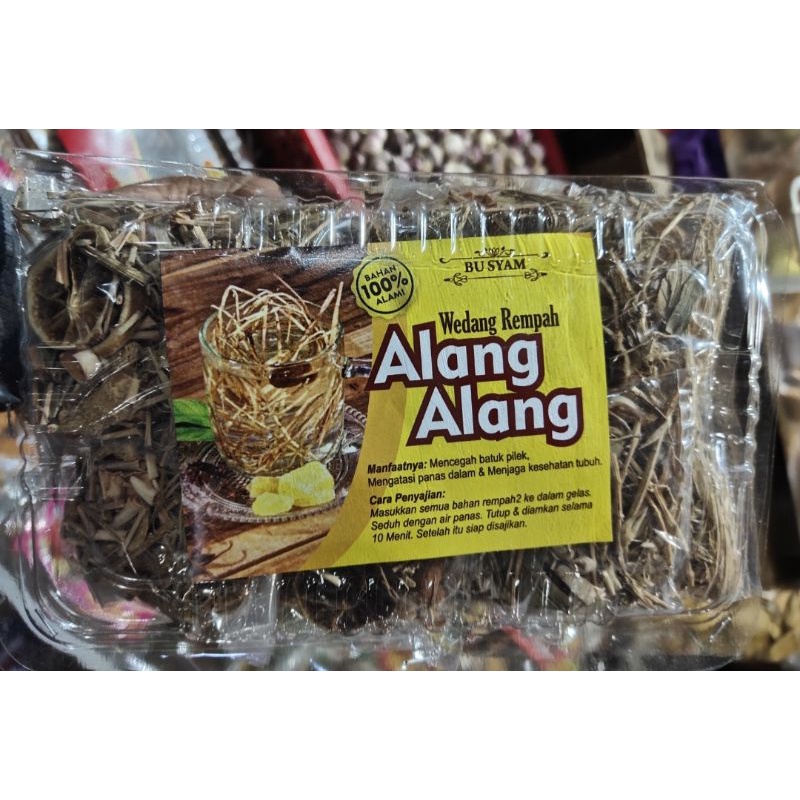 BAHAN
100%
ALAMI
BU SYAM
Wedang Rempah
Alang
Alang
Manfaatnya: Mencegah batuk pilek,
Mengatasi panas dalam & Menjaga kesehatan tubuh.
Cara Penyajian:
Masukkan semua bahan rempah2 ke dalam gelas.
Seduh dengan air panas. Tutup & diamkan selama
10 Menit. Setelah itu siap disajikan.